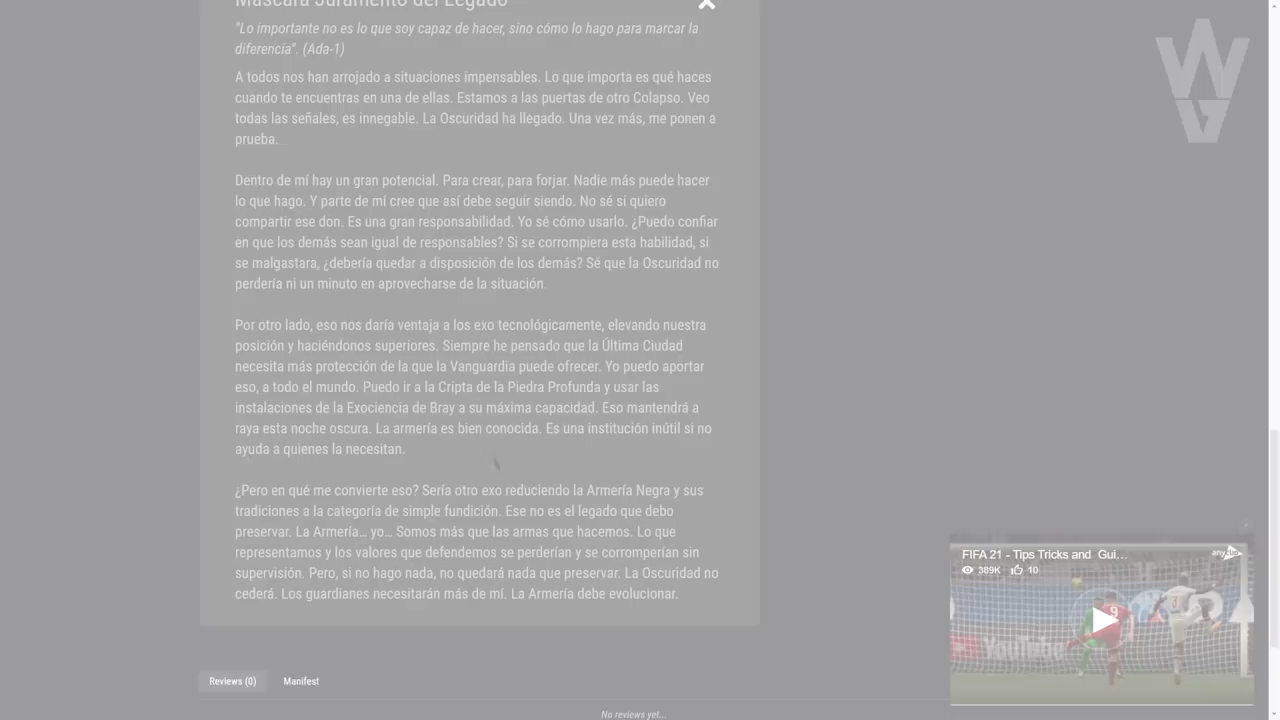 Máscara Juramento del Legado
"Lo importante no es lo que soy capaz de hacer, sino cómo lo hago para marcar la
diferencia". (Ada-1)
A todos nos han arrojado a situaciones impensables. Lo que importa es qué haces
cuando te encuentras en una de ellas. Estamos a las puertas de otro Colapso. Veo
todas las señales, es innegable. La Oscuridad ha llegado. Una vez más, me ponen a
prueba.
Dentro de mí hay un gran potencial. Para crear, para forjar. Nadie más puede hacer
lo que hago. Y parte de mí cree que así debe seguir siendo. No sé si quiero
compartir ese don. Es una gran responsabilidad. Yo sé cómo usarlo. ¿Puedo confiar
en que los demás sean igual de responsables? Si se corrompiera esta habilidad, si
se malgastara, ¿debería quedar a disposición de los demás? Sé que la Oscuridad no
perdería ni un minuto en aprovecharse de la situación.
Por otro lado, eso nos daría ventaja a los exo tecnológicamente, elevando nuestra
posición y haciéndonos superiores. Siempre he pensado que la Última Ciudad
necesita más protección de la que la Vanguardia puede ofrecer. Yo puedo aportar
eso, a todo el mundo. Puedo ir a la Cripta de la Piedra Profunda y usar las
instalaciones de la Exociencia de Bray a su máxima capacidad. Eso mantendrá a
raya esta noche oscura. La armería es bien conocida. Es una institución inútil si no
ayuda a quienes la necesitan.
¿Pero en qué me convierte eso? Sería otro exo reduciendo la Armería Negra y sus
tradiciones a la categoría de simple fundición. Ese no es el legado que debo
preservar. La Armería… yo… Somos más que las armas que hacemos. Lo que
representamos y los valores que defendemos se perderían y se corromperían sin
supervisión. Pero, si no hago nada, no quedará nada que preservar. La Oscuridad no
cederá. Los guardianes necesitarán más de mí. La Armería debe evolucionar.
WG
FIFA 21 - Tips Tricks and Gui...
389K 10
9
YouTube
Reviews (0) Manifest
No reviews yet...